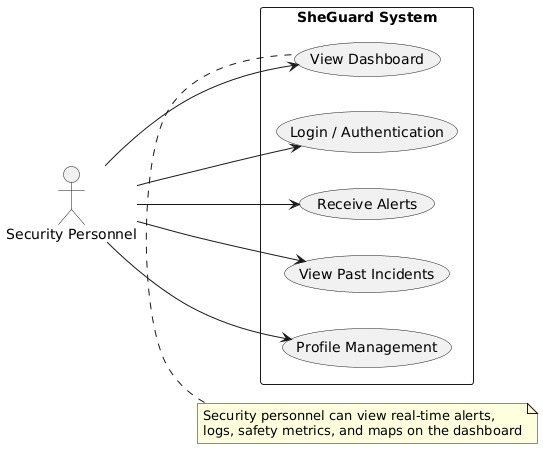 SheGuard System
View Dashboard
Login / Authentication
Receive Alerts
Security Personnel
View Past Incidents
Profile Management
Security personnel can view real-time alerts,
logs, safety metrics, and maps on the dashboard